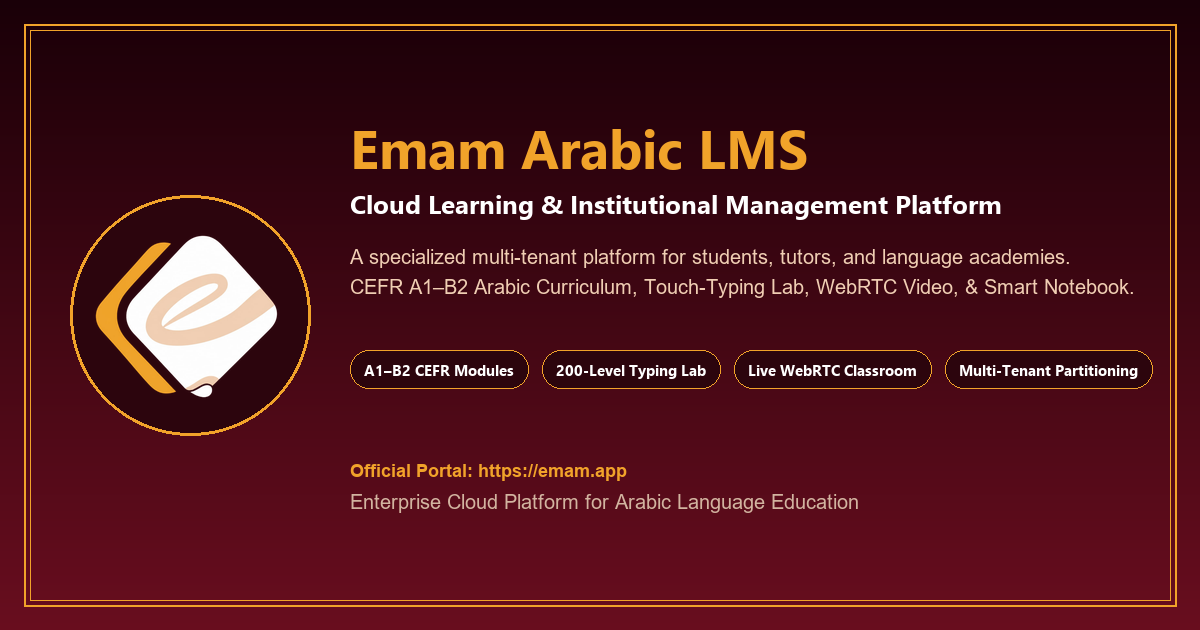 Emam Arabic LMS
Cloud Learning & Institutional Management Platform
A specialized multi-tenant platform for students, tutors, and language academies.
CEFR A1–B2 Arabic Curriculum, Touch-Typing Lab, WebRTC Video, & Smart Notebook.
A1–B2 CEFR Modules
200-Level Typing Lab
Live WebRTC Classroom
Multi-Tenant Partitioning
Official Portal: https://emam.app
Enterprise Cloud Platform for Arabic Language Education